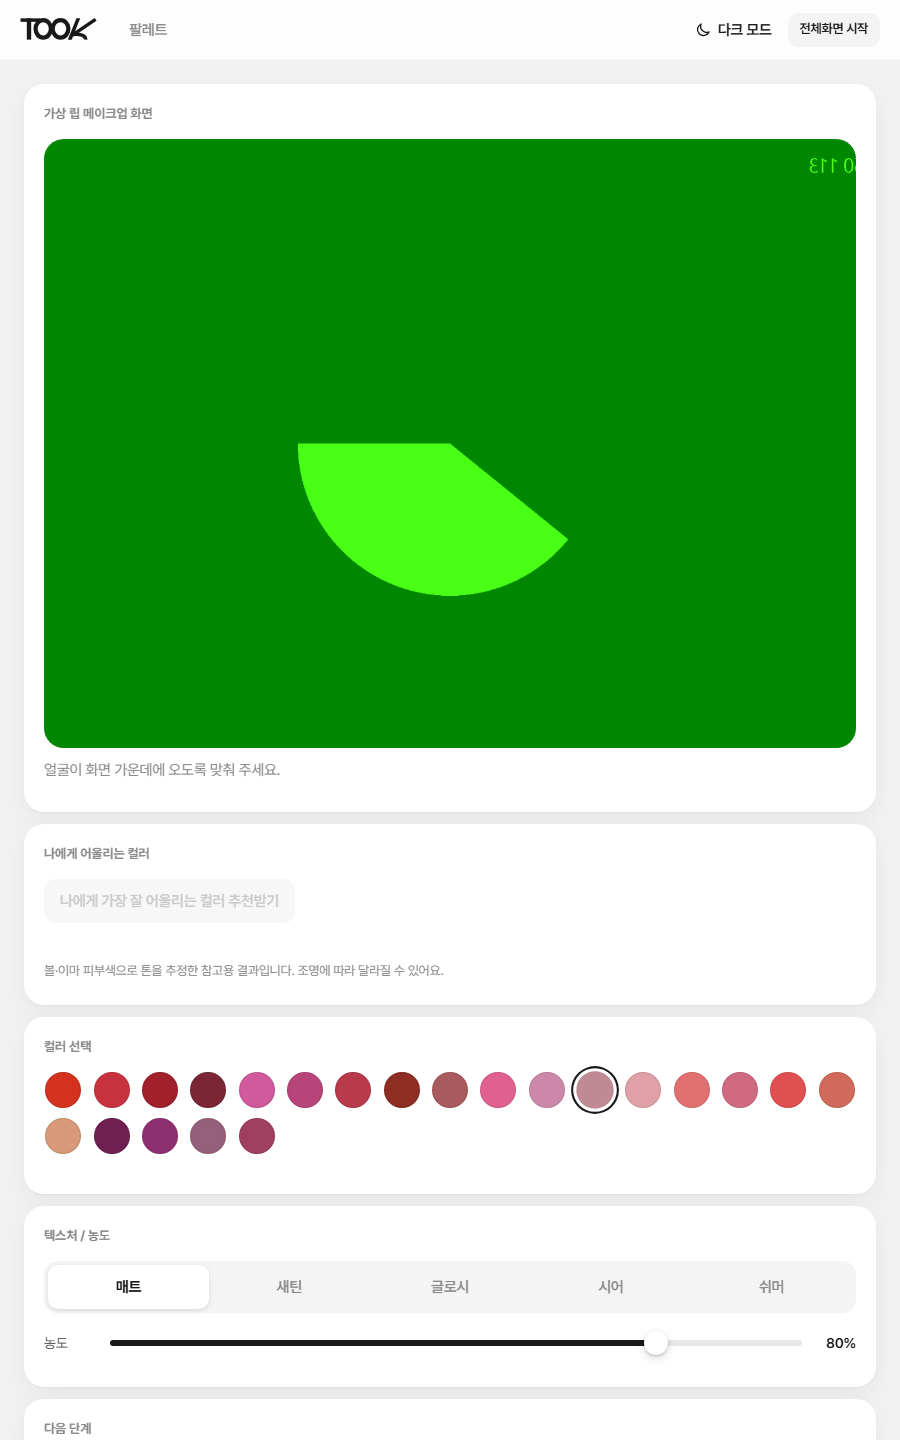 TOOK
팔레트
다크 모드
전체화면 시작
가상 립 메이크업 화면
얼굴이 화면 가운데에 오도록 맞춰 주세요.
나에게 어울리는 컬러
나에게 가장 잘 어울리는 컬러 추천받기
볼·이마 피부색으로 톤을 추정한 참고용 결과입니다. 조명에 따라 달라질 수 있어요.
컬러 선택
텍스처 / 농도
매트
새틴
글로시
시어
쉬머
농도
80%
다음 단계